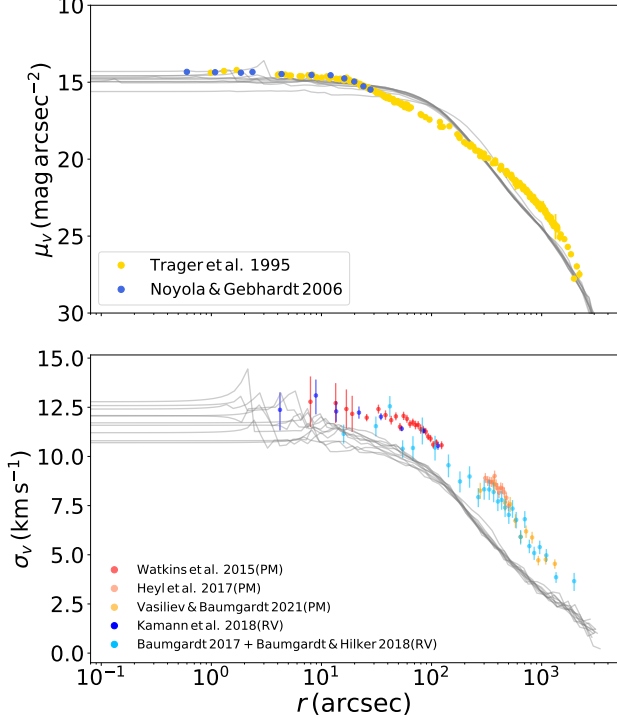 10
15
20
25
30
μᵥ (mag arcsec⁻²)
Trager et al. 1995
Noyola & Gebhardt 2006
15.0
12.5
10.0
7.5
5.0
2.5
0.0
σᵥ (km s⁻¹)
Watkins et al. 2015(PM)
Heyl et al. 2017(PM)
Vasiliev & Baumgardt 2021(PM)
Kamann et al. 2018(RV)
Baumgardt 2017 + Baumgardt & Hilker 2018(RV)
10⁻¹ 10⁰ 10¹ 10² 10³
r (arcsec)